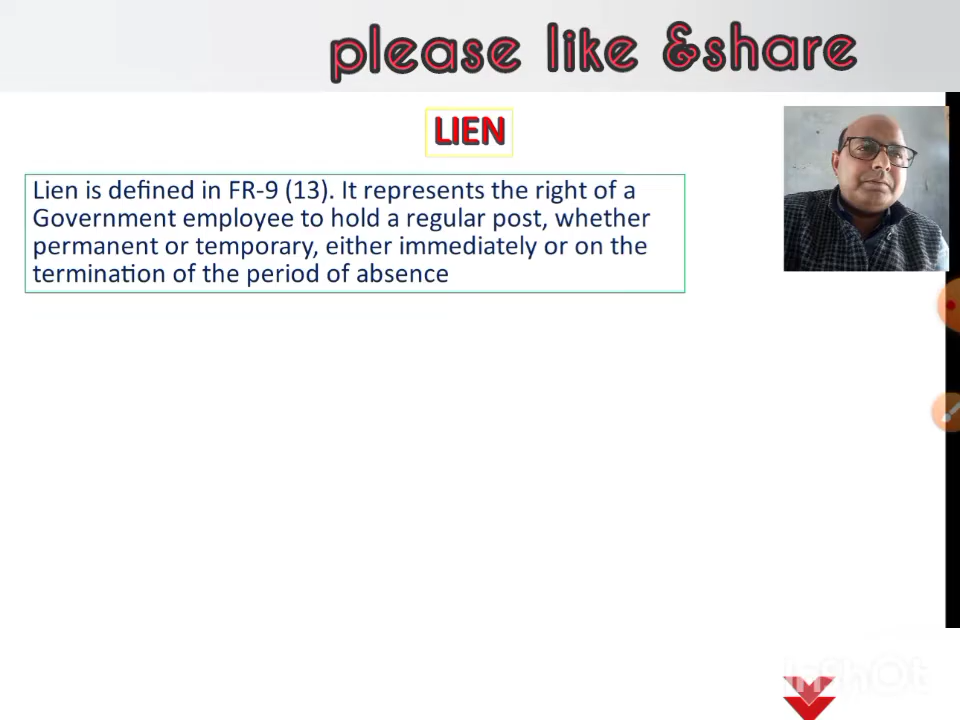 please like &share
LIEN
Lien is defined in FR-9 (13). It represents the right of a
Government employee to hold a regular post, whether
permanent or temporary, either immediately or on the
termination of the period of absence